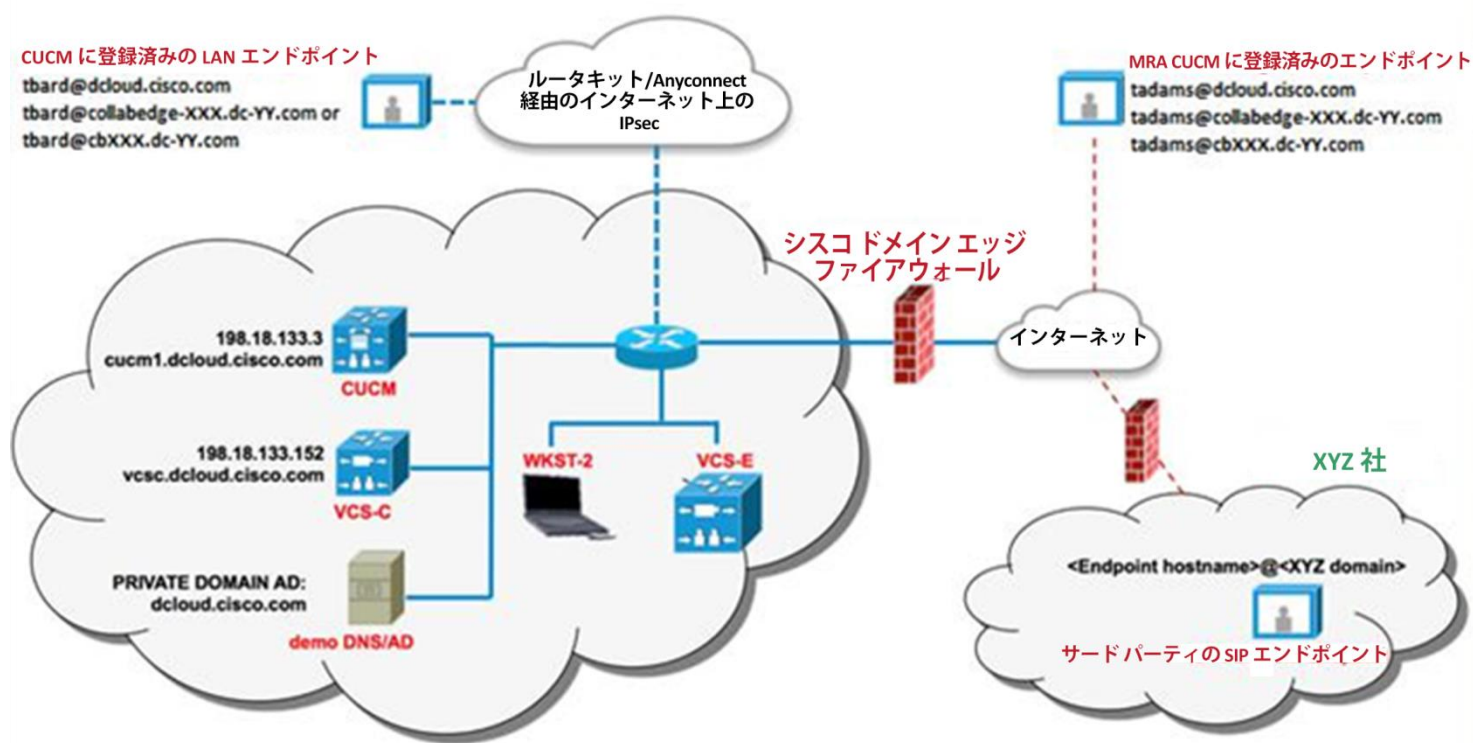 CUCM に登録済みの LAN エンドポイント
tbard@dcloud.cisco.com
tbard@collabedge-XXX.dc-YY.com or
tbard@cbXXX.dc-YY.com
ルータキット/Anyconnect
経由のインターネット上の
IPsec
MRA CUCM に登録済みのエンドポイント
tadams@dcloud.cisco.com
tadams@collabedge-XXX.dc-YY.com
tadams@cbXXX.dc-YY.com
シスコ ドメイン エッジ
ファイアウォール
インターネット
198.18.133.3
cucm1.dcloud.cisco.com
CUCM
198.18.133.152
vcsc.dcloud.cisco.com
VCS-C
WKST-2
VCS-E
PRIVATE DOMAIN AD:
dcloud.cisco.com
demo DNS/AD
XYZ 社
<Endpoint hostname>@<XYZ domain>
サード パーティの SIP エンドポイント